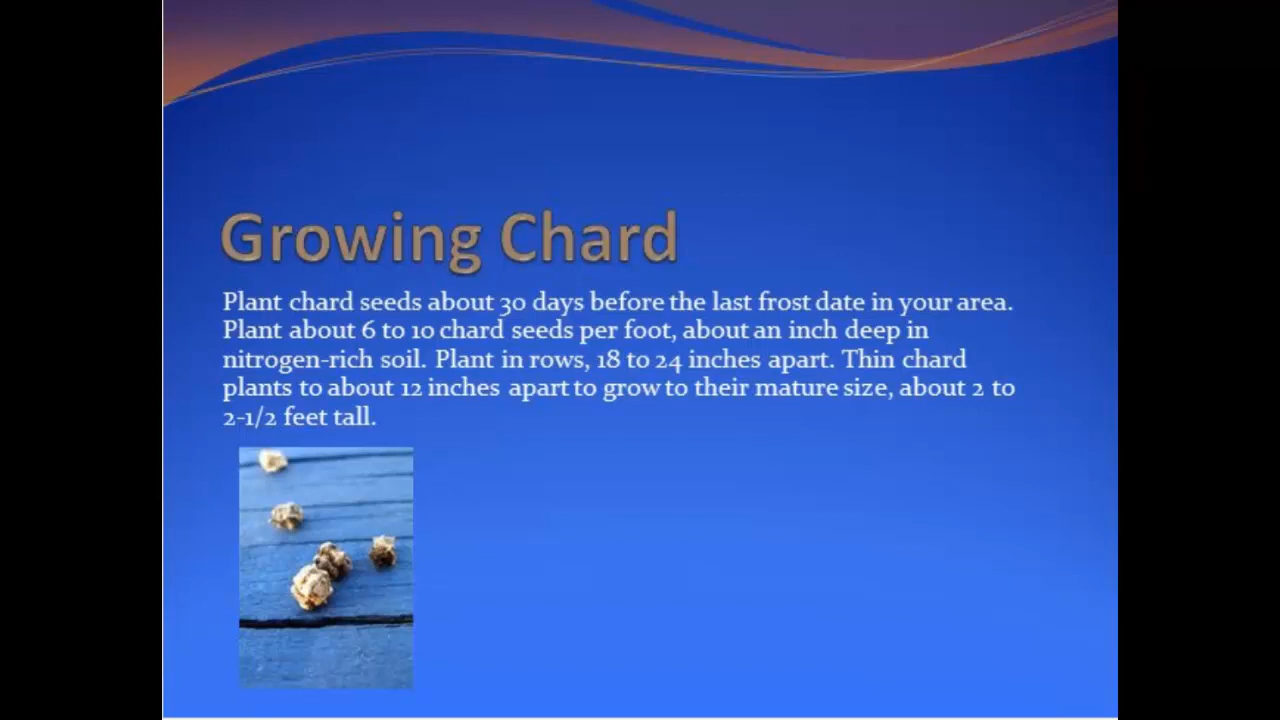 Growing Chard
Plant chard seeds about 30 days before the last frost date in your area.
Plant about 6 to 10 chard seeds per foot, about an inch deep in
nitrogen-rich soil. Plant in rows, 18 to 24 inches apart. Thin chard
plants to about 12 inches apart to grow to their mature size, about 2 to
2-1/2 feet tall.